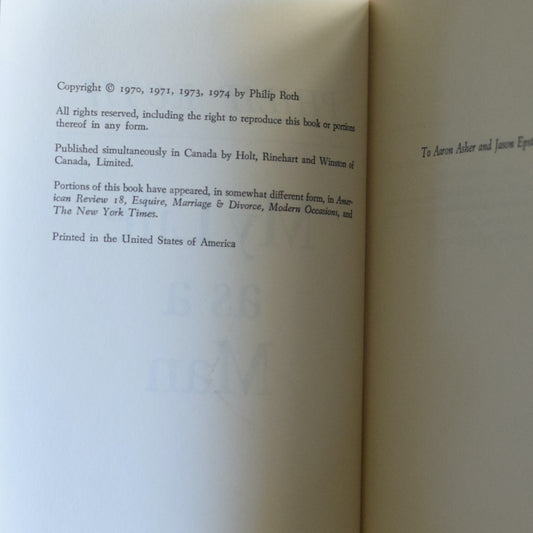 Copyright © 1970, 1971, 1973, 1974 by Philip Roth
All rights reserved, including the right to reproduce this book or portions
thereof in any form.
Published simultaneously in Canada by Holt, Rinehart and Winston of
Canada, Limited.
Portions of this book have appeared, in somewhat different form, in Amer-
ican Review 18, Esquire, Marriage & Divorce, Modern Occasions, and
The New York Times.
Printed in the United States of America
as a
Man
To Aaron Asher and Jason Epst